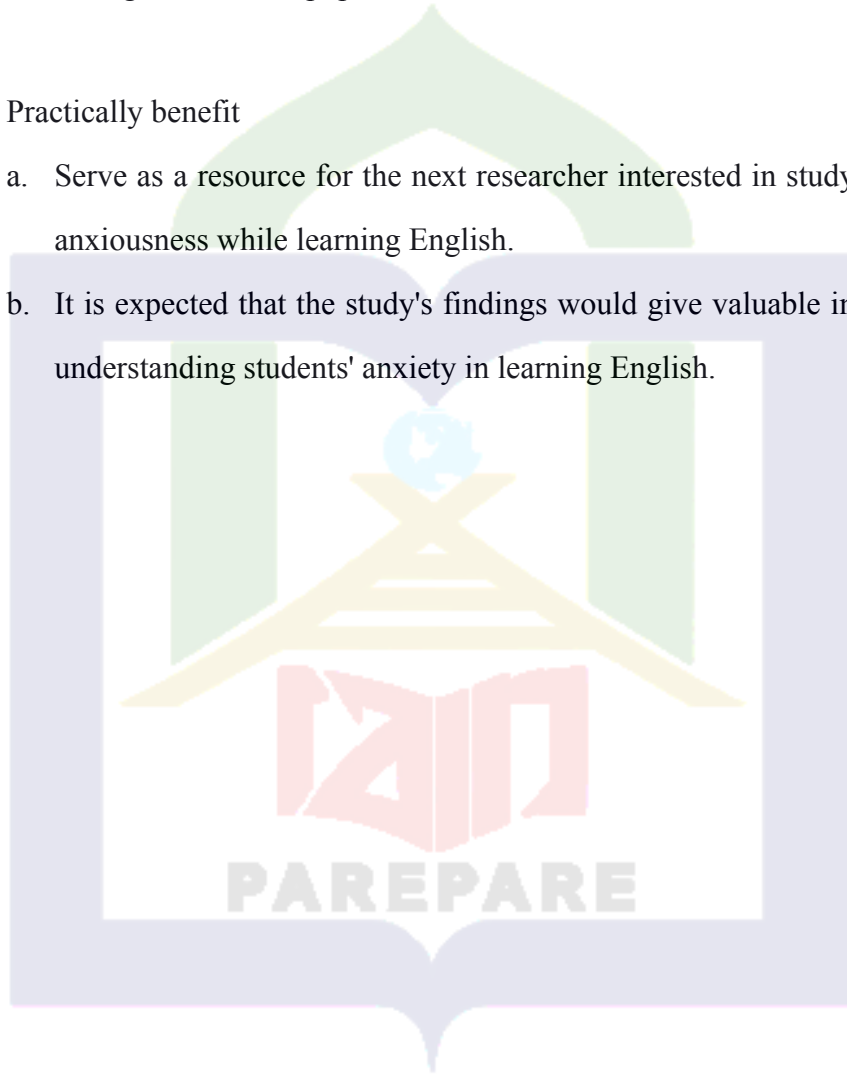 Practically benefit
a. Serve as a resource for the next researcher interested in study
anxiousness while learning English.
b. It is expected that the study's findings would give valuable
understanding students' anxiety in learning English.
PAREPARE